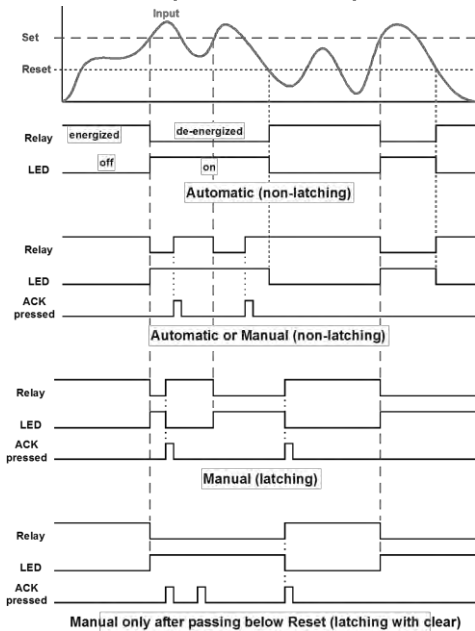 Input
Set
Reset
energized
de-energized
Relay
off
on
LED
Automatic (non-latching)
Relay
LED
ACK
pressed
Automatic or Manual (non-latching)
Relay
LED
ACK
pressed
Manual (latching)
Relay
LED
ACK
pressed
Manual only after passing below Reset (latching with clear)